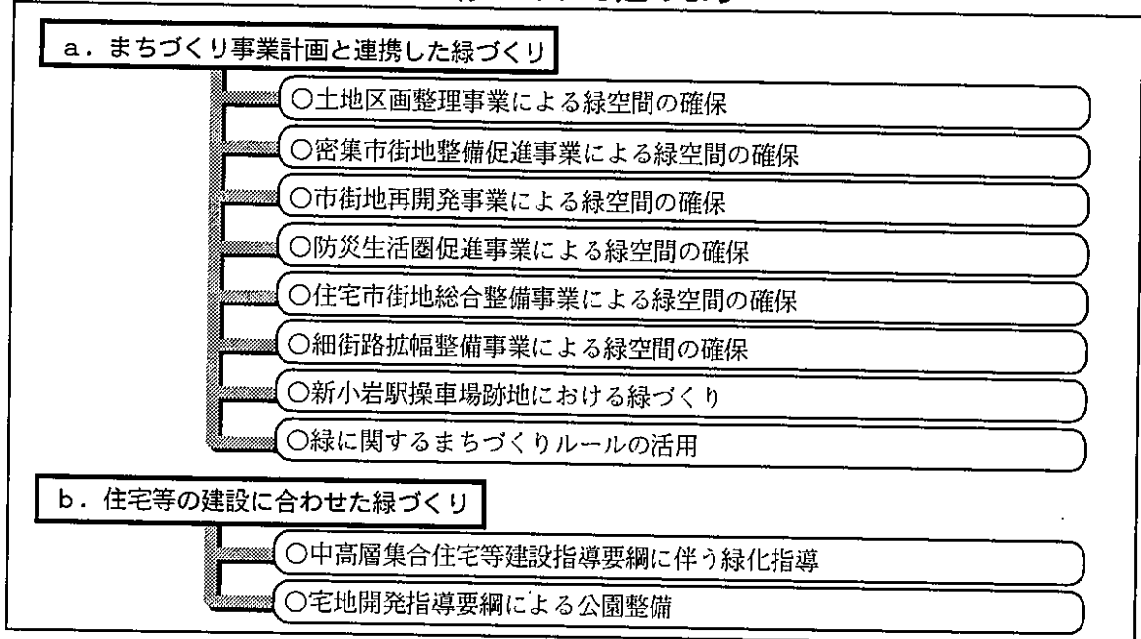 a．まちづくり事業計画と連携した緑づくり
○土地区画整理事業による緑空間の確保
○密集市街地整備促進事業による緑空間の確保
○市街地再開発事業による緑空間の確保
○防災生活圏促進事業による緑空間の確保
○住宅市街地総合整備事業による緑空間の確保
○細街路拡幅整備事業による緑空間の確保
○新小岩駅操車場跡地における緑づくり
○緑に関するまちづくりルールの活用
b．住宅等の建設に合わせた緑づくり
○中高層集合住宅等建設指導要綱に伴う緑化指導
○宅地開発指導要綱による公園整備